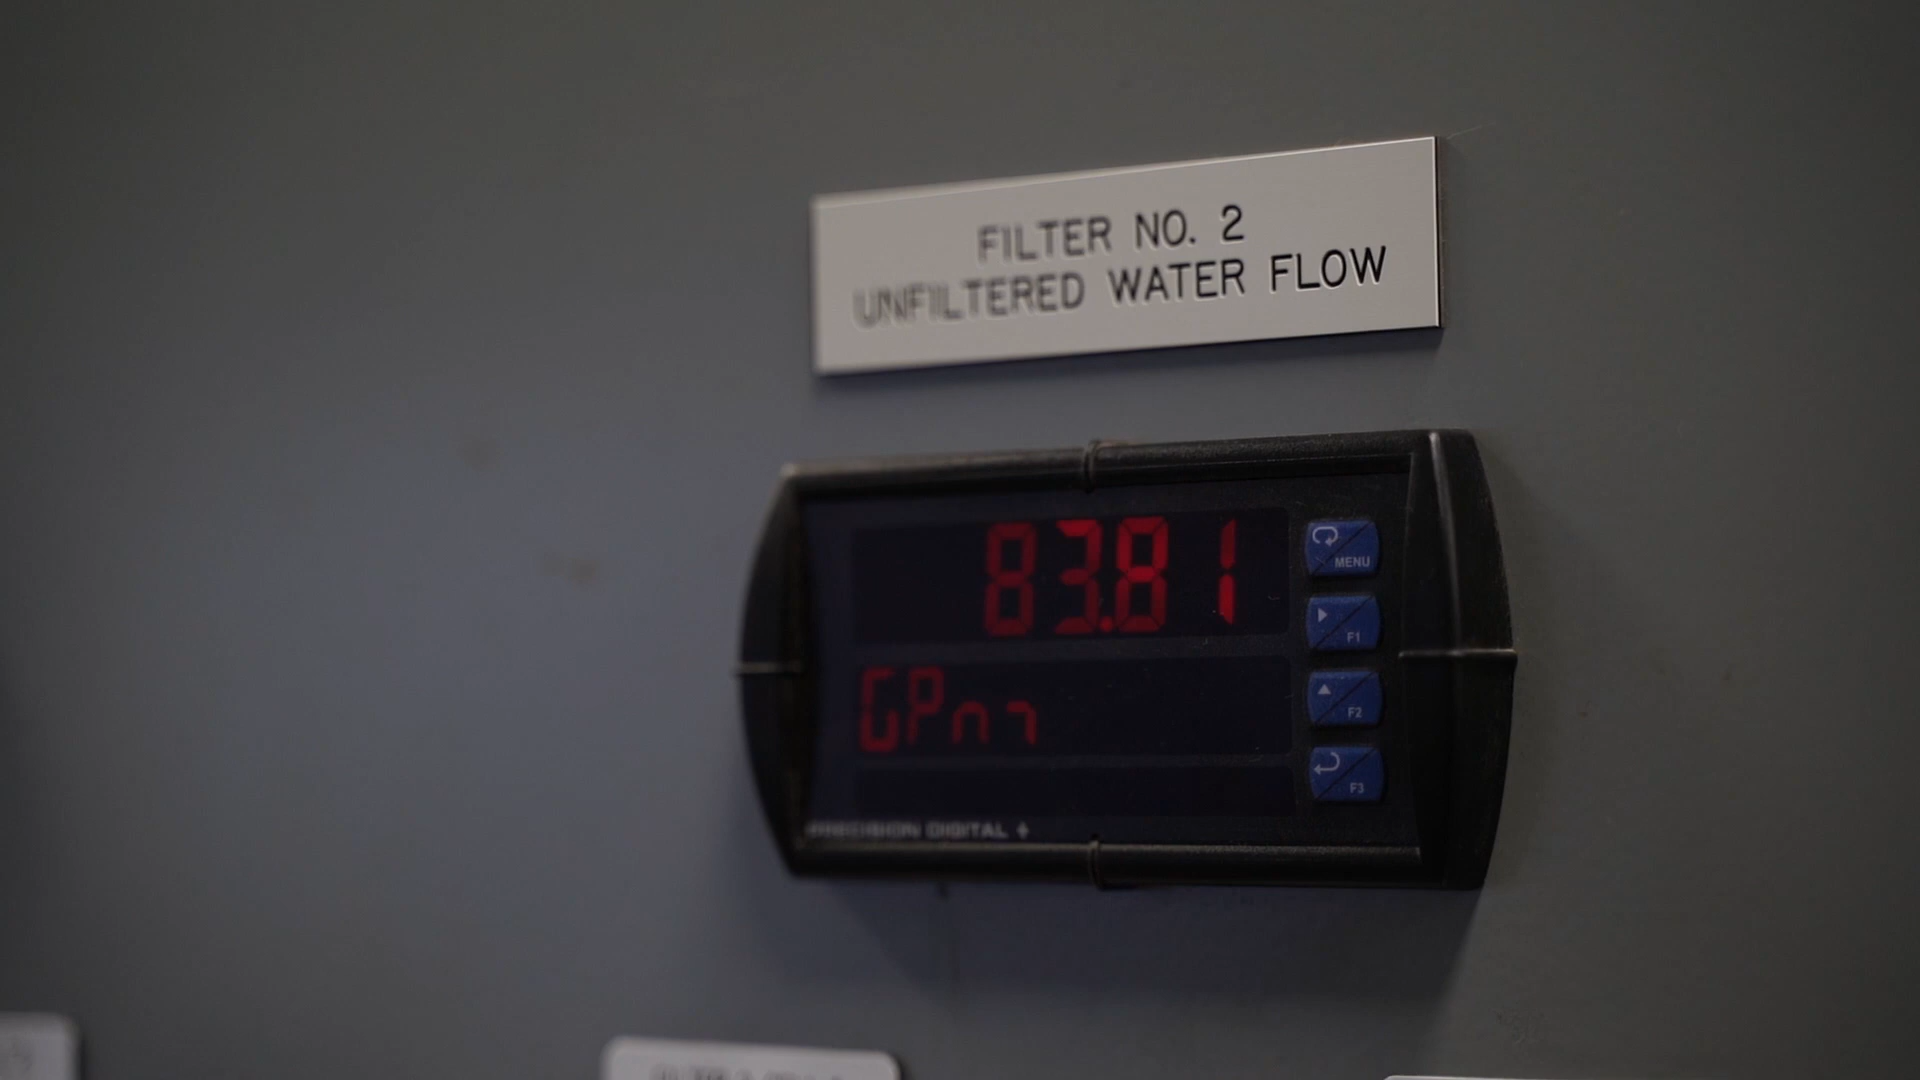 FILTER NO. 2
UNFILTERED WATER FLOW
83.81
GPm
MENU
F1
F2
F3
PRECISION DIGITAL